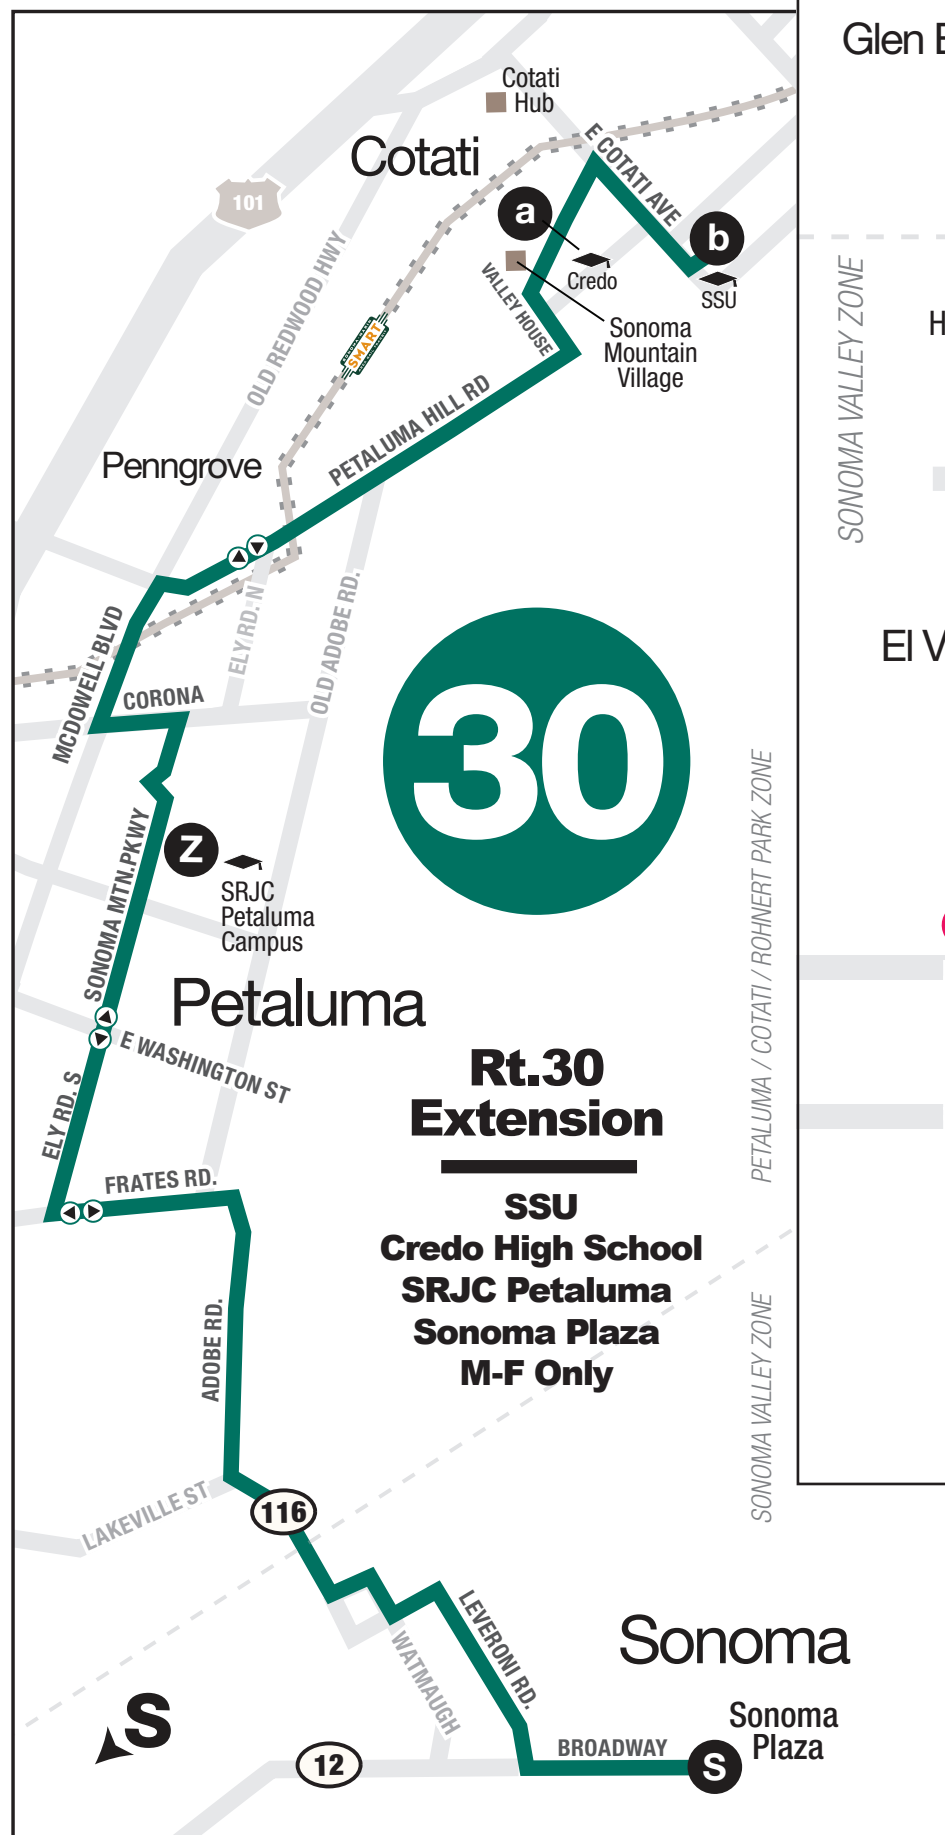 Glen E
Cotati
Hub
Cotati
E COTATI AVE
101
a
b
Credo
SSU
OLD REDWOOD HWY
VALLEY HOUSE
Sonoma
Mountain
Village
SMART
SONOMA VALLEY ZONE
H
PETALUMA HILL RD
Penngrove
ELY RD. N
OLD ADOBE RD.
MCDOWELL BLVD
CORONA
El V
30
Z
SRJC
Petaluma
Campus
SONOMA MTN.PKWY
Petaluma
PETALUMA / COTATI / ROHNERT PARK ZONE
E WASHINGTON ST
ELY RD. S
Rt.30
Extension
FRATES RD.
SSU
Credo High School
SRJC Petaluma
Sonoma Plaza
M-F Only
ADOBE RD.
SONOMA VALLEY ZONE
LAKEVILLE ST
116
LEVERONI RD.
WATMAUGH
Sonoma
S
Sonoma
Plaza
BROADWAY
12
S